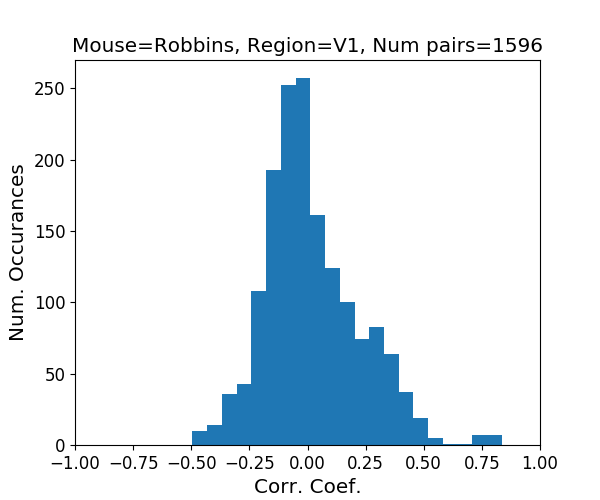 Mouse=Robbins, Region=V1, Num pairs=1596
Num. Occurances
250
200
150
100
50
0
−1.00 −0.75 −0.50 −0.25 0.00 0.25 0.50 0.75 1.00
Corr. Coef.